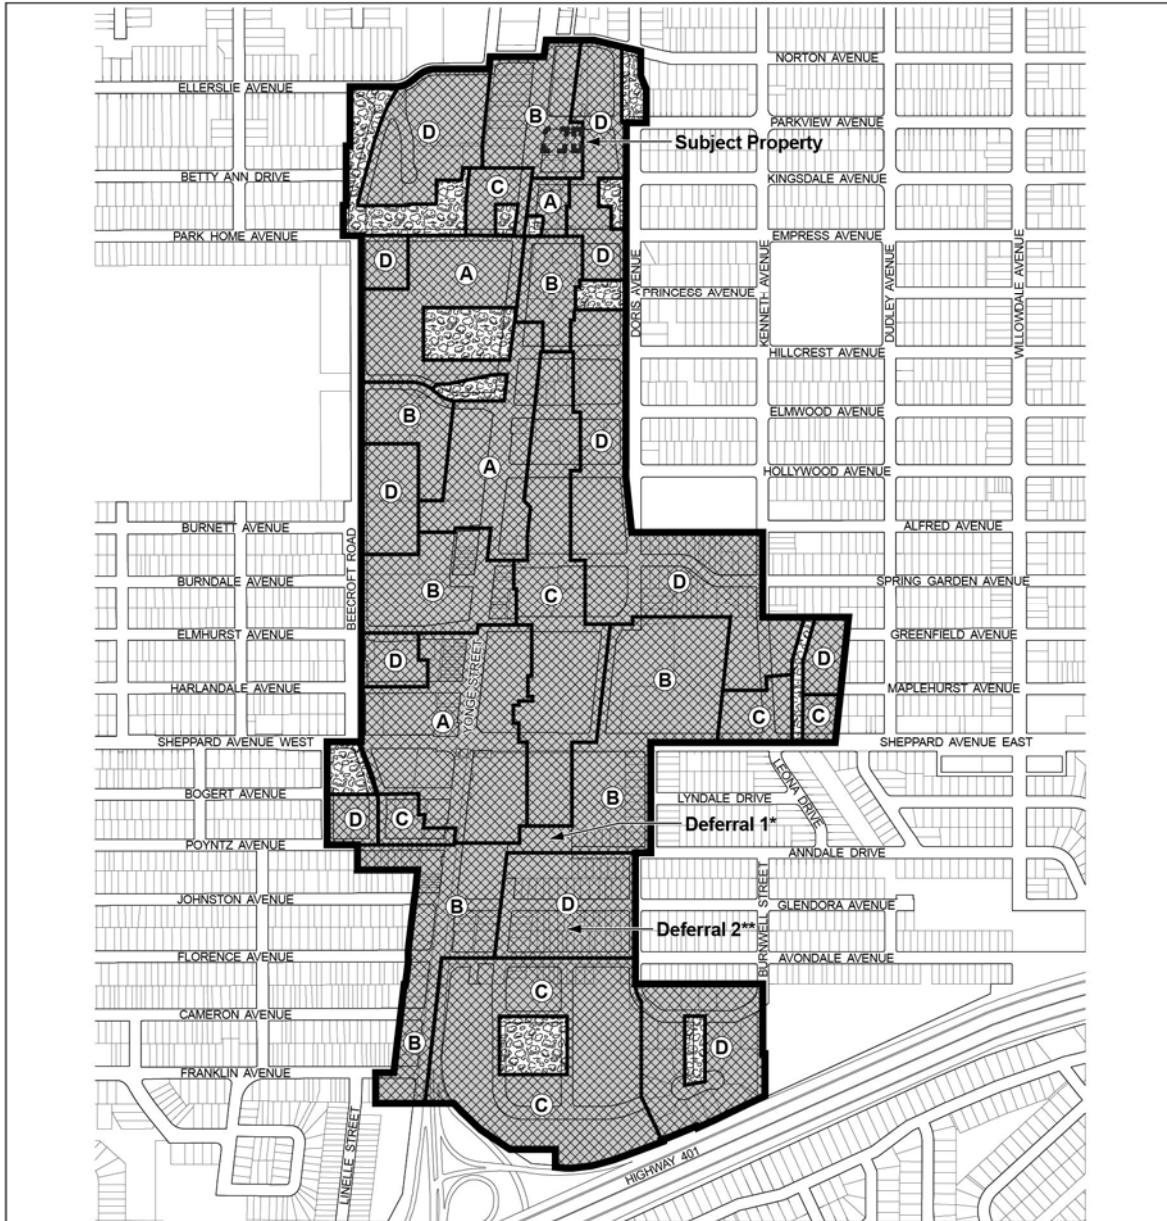 NORTON AVENUE
ELLERSLIE AVENUE
D
B
D
PARKVIEW AVENUE
Subject Property
BETTY ANN DRIVE
C
A
KINGSDALE AVENUE
PARK HOME AVENUE
EMPRESS AVENUE
D
A
B
D
DORIS AVENUE
PRINCESS AVENUE
KENNETH AVENUE
DUDLEY AVENUE
WILLOWDALE AVENUE
HILLCREST AVENUE
B
ELMWOOD AVENUE
D
A
HOLLYWOOD AVENUE
D
BURNETT AVENUE
ALFRED AVENUE
BEECROFT ROAD
BURNDALE AVENUE
B
C
D
SPRING GARDEN AVENUE
ELMHURST AVENUE
GREENFIELD AVENUE
D
YONGE STREET
B
D
HARLANDALE AVENUE
MAPLEHURST AVENUE
A
C
C
SHEPPARD AVENUE WEST
SHEPPARD AVENUE EAST
LEONA DRIVE
BOGERT AVENUE
B
LYNDALE DRIVE
D
C
Deferral 1*
POYNTZ AVENUE
ANNDALE DRIVE
BURNWELL STREET
JOHNSTON AVENUE
B
D
GLENDORA AVENUE
Deferral 2**
FLORENCE AVENUE
AVONDALE AVENUE
C
CAMERON AVENUE
B
D
FRANKLIN AVENUE
C
LINELLE STREET
HIGHWAY 401